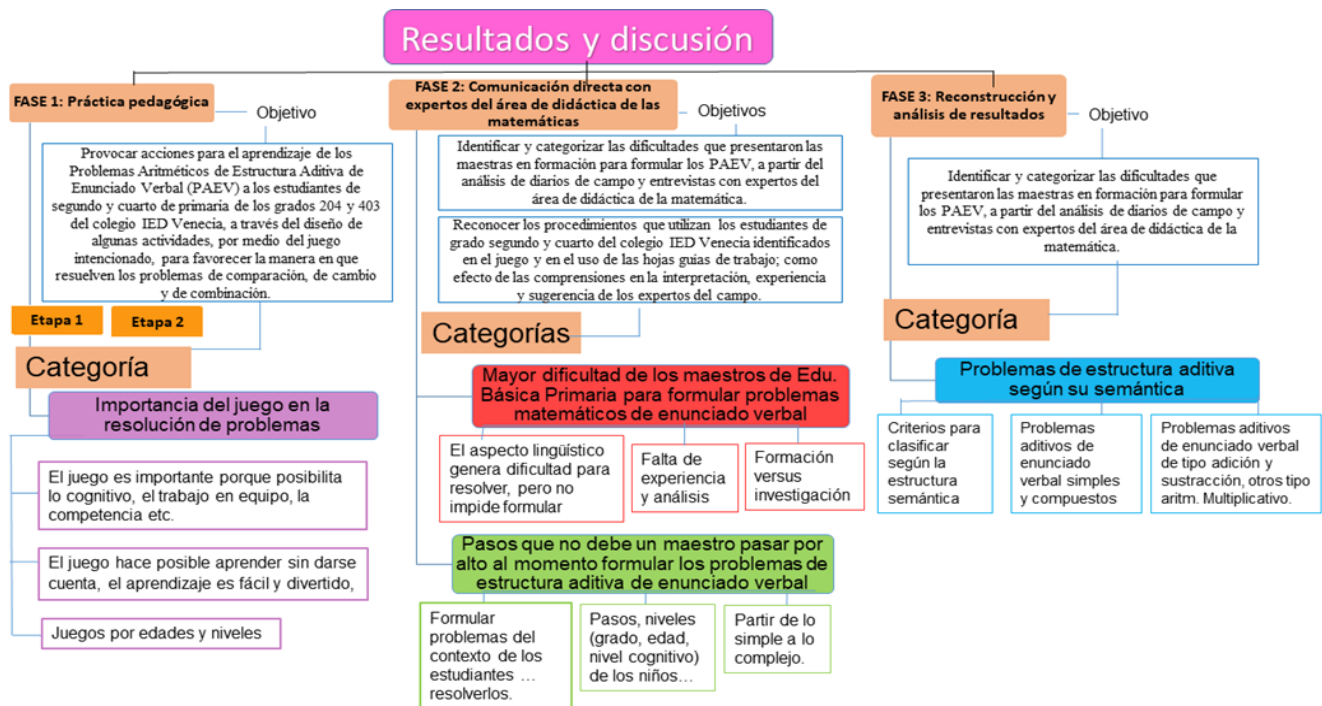 Resultados y discusión
FASE 1: Práctica pedagógica
Objetivo
Provocar acciones para el aprendizaje de los
Problemas Aritméticos de Estructura Aditiva de
Enunciado Verbal (PAEV) a los estudiantes de
segundo y cuarto de primaria de los grados 204 y 403
del colegio IED Venecia, a través del diseño de
algunas actividades, por medio del juego
intencionado, para favorecer la manera en que
resuelven los problemas de comparación, de cambio
y de combinación.
Etapa 1
Etapa 2
Categoría
Importancia del juego en la
resolución de problemas
El juego es importante porque posibilita
lo cognitivo, el trabajo en equipo, la
competencia etc.
El juego hace posible aprender sin darse
cuenta, el aprendizaje es fácil y divertido,
Juegos por edades y niveles
FASE 2: Comunicación directa con
expertos del área de didáctica de las
matemáticas
Objetivos
Identificar y categorizar las dificultades que presentaron las
maestras en formación para formular los PAEV, a partir del
análisis de diarios de campo y entrevistas con expertos del
área de didáctica de la matemática.
Reconocer los procedimientos que utilizan los estudiantes de
grado segundo y cuarto del colegio IED Venecia identificados
en el juego y en el uso de las hojas guias de trabajo; como
efecto de las comprensiones en la interpretación, experiencia
y sugerencia de los expertos del campo.
Categorías
Mayor dificultad de los maestros de Edu.
Básica Primaria para formular problemas
matemáticos de enunciado verbal
El aspecto lingüístico
genera dificultad para
resolver, pero no
impide formular
Falta de
experiencia
y análisis
Formación
versus
investigación
Pasos que no debe un maestro pasar por
alto al momento formular los problemas de
estructura aditiva de enunciado verbal
Formular
problemas del
contexto de los
estudiantes ...
resolverlos.
Pasos, niveles
(grado, edad,
nivel cognitivo)
de los niños...
Partir de lo
simple a lo
complejo.
FASE 3: Reconstrucción y
análisis de resultados
Objetivo
Identificar y categorizar las dificultades que
presentaron las maestras en formación para formular
los PAEV, a partir del análisis de diarios de campo y
entrevistas con expertos del área de didáctica de la
matemática.
Categoría
Problemas de estructura aditiva
según su semántica
Criterios para
clasificar
según la
estructura
semántica
Problemas
aditivos de
enunciado
verbal simples
y compuestos
Problemas aditivos
de enunciado verbal
de tipo adición y
sustracción, otros tipo
aritm. Multiplicativo.